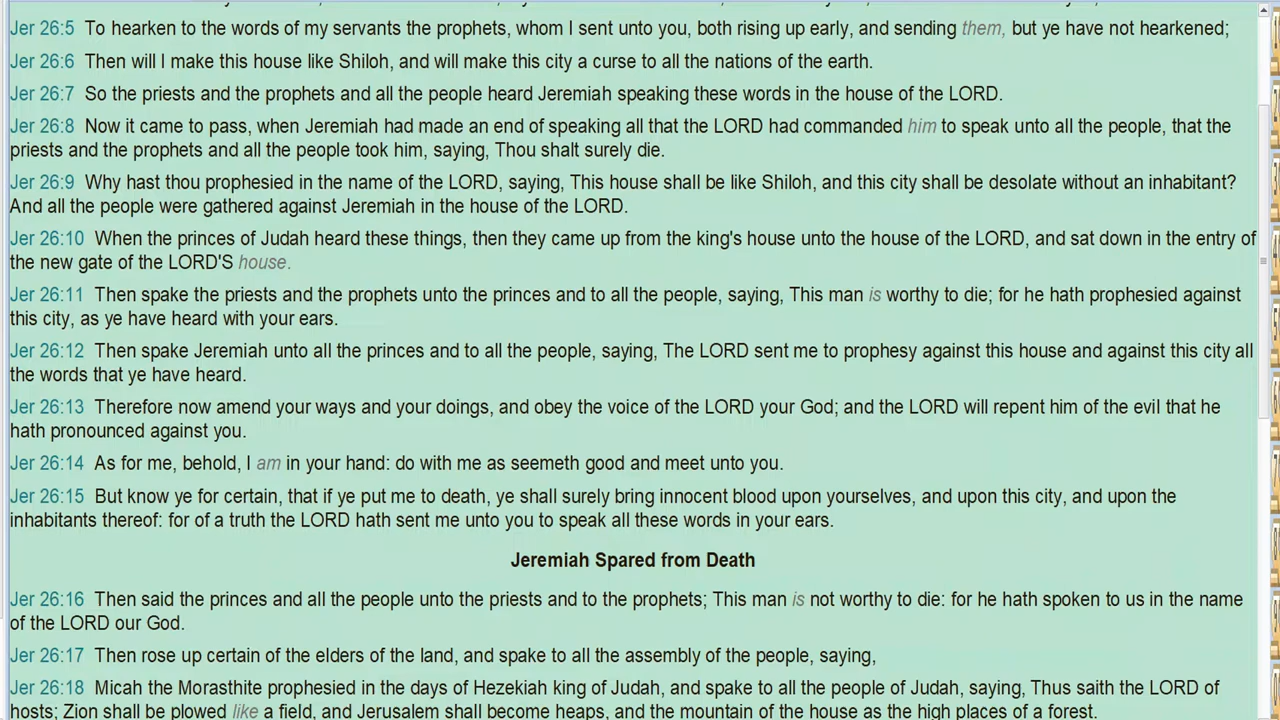 Jer 26:5 To hearken to the words of my servants the prophets, whom I sent unto you, both rising up early, and sending them, but ye have not hearkened;
Jer 26:6 Then will I make this house like Shiloh, and will make this city a curse to all the nations of the earth.
Jer 26:7 So the priests and the prophets and all the people heard Jeremiah speaking these words in the house of the LORD.
Jer 26:8 Now it came to pass, when Jeremiah had made an end of speaking all that the LORD had commanded him to speak unto all the people, that the
priests and the prophets and all the people took him, saying, Thou shalt surely die.
Jer 26:9 Why hast thou prophesied in the name of the LORD, saying, This house shall be like Shiloh, and this city shall be desolate without an inhabitant?
And all the people were gathered against Jeremiah in the house of the LORD.
Jer 26:10 When the princes of Judah heard these things, then they came up from the king's house unto the house of the LORD, and sat down in the entry of
the new gate of the LORD'S house.
Jer 26:11 Then spake the priests and the prophets unto the princes and to all the people, saying, This man is worthy to die; for he hath prophesied against
this city, as ye have heard with your ears.
Jer 26:12 Then spake Jeremiah unto all the princes and to all the people, saying, The LORD sent me to prophesy against this house and against this city all
the words that ye have heard.
Jer 26:13 Therefore now amend your ways and your doings, and obey the voice of the LORD your God; and the LORD will repent him of the evil that he
hath pronounced against you.
Jer 26:14 As for me, behold, I am in your hand: do with me as seemeth good and meet unto you.
Jer 26:15 But know ye for certain, that if ye put me to death, ye shall surely bring innocent blood upon yourselves, and upon this city, and upon the
inhabitants thereof: for of a truth the LORD hath sent me unto you to speak all these words in your ears.
Jeremiah Spared from Death
Jer 26:16 Then said the princes and all the people unto the priests and to the prophets; This man is not worthy to die: for he hath spoken to us in the name
of the LORD our God.
Jer 26:17 Then rose up certain of the elders of the land, and spake to all the assembly of the people, saying,
Jer 26:18 Micah the Morasthite prophesied in the days of Hezekiah king of Judah, and spake to all the people of Judah, saying, Thus saith the LORD of
hosts; Zion shall be plowed like a field, and Jerusalem shall become heaps, and the mountain of the house as the high places of a forest.